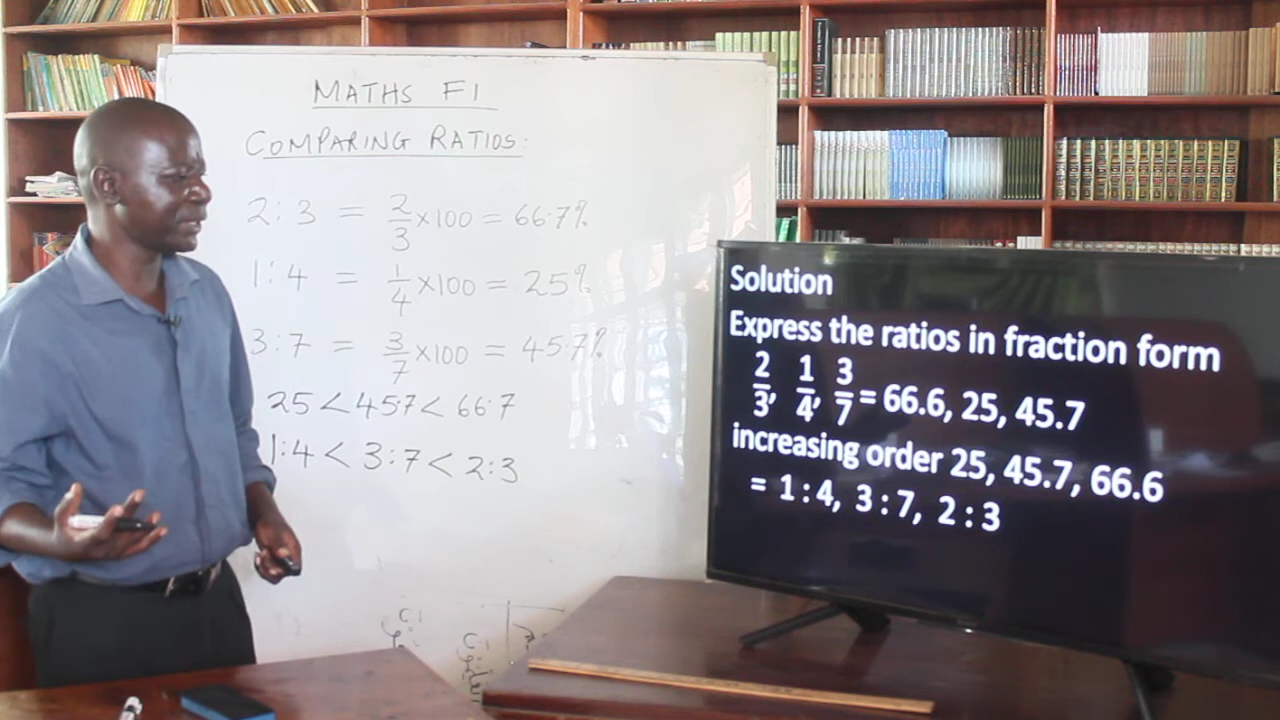 MATHS F1
COMPARING RATIOS:
2:3 = 2/3 ×100 = 66.7%
1:4 = 1/4 ×100 = 25%
3:7 = 3/7 ×100 = 45.7%
25 < 45.7 < 66.7
1:4 < 3:7 < 2:3
Solution
Express the ratios in fraction form
2/3, 1/4, 3/7 = 66.6, 25, 45.7
increasing order 25, 45.7, 66.6
= 1 : 4, 3 : 7, 2 : 3